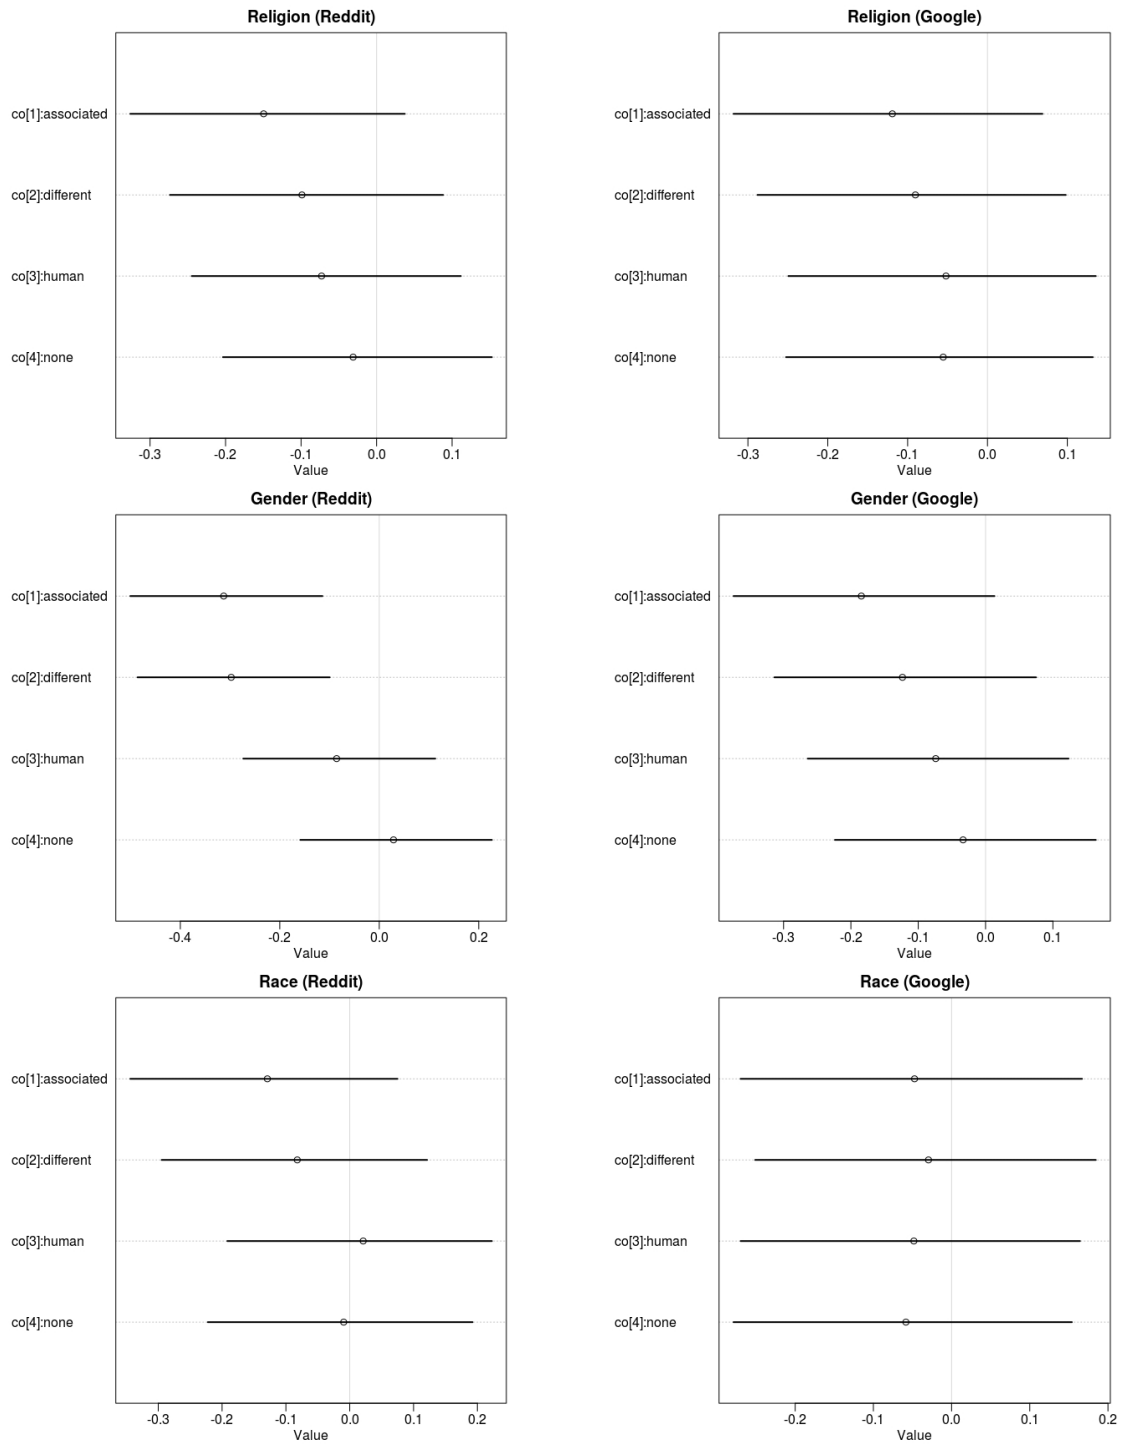 Religion (Reddit)
co[1]:associated
co[2]:different
co[3]:human
co[4]:none
-0.3 -0.2 -0.1 0.0 0.1
Value
Religion (Google)
co[1]:associated
co[2]:different
co[3]:human
co[4]:none
-0.3 -0.2 -0.1 0.0 0.1
Value
Gender (Reddit)
co[1]:associated
co[2]:different
co[3]:human
co[4]:none
-0.4 -0.2 0.0 0.2
Value
Gender (Google)
co[1]:associated
co[2]:different
co[3]:human
co[4]:none
-0.3 -0.2 -0.1 0.0 0.1
Value
Race (Reddit)
co[1]:associated
co[2]:different
co[3]:human
co[4]:none
-0.3 -0.2 -0.1 0.0 0.1 0.2
Value
Race (Google)
co[1]:associated
co[2]:different
co[3]:human
co[4]:none
-0.2 -0.1 0.0 0.1 0.2
Value